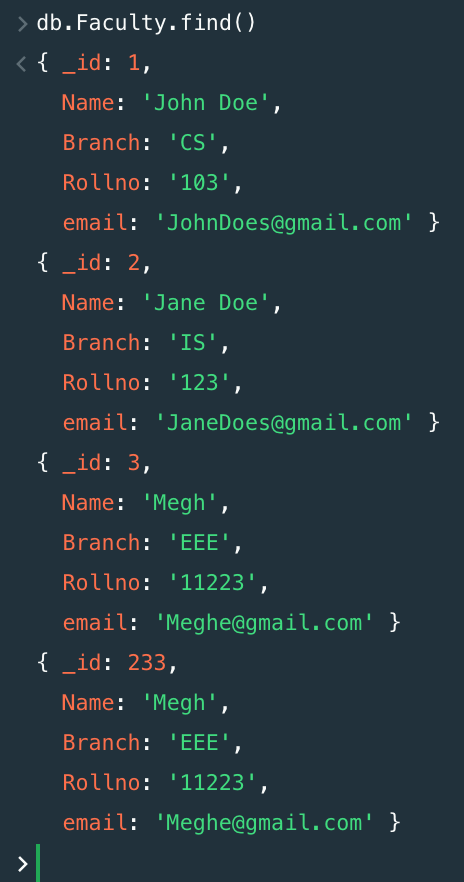 > db.Faculty.find()
< { _id: 1,
Name: 'John Doe',
Branch: 'CS',
Rollno: '103',
email: 'JohnDoes@gmail.com' }
{ _id: 2,
Name: 'Jane Doe',
Branch: 'IS',
Rollno: '123',
email: 'JaneDoes@gmail.com' }
{ _id: 3,
Name: 'Megh',
Branch: 'EEE',
Rollno: '11223',
email: 'Meghe@gmail.com' }
{ _id: 233,
Name: 'Megh',
Branch: 'EEE',
Rollno: '11223',
email: 'Meghe@gmail.com' }
>